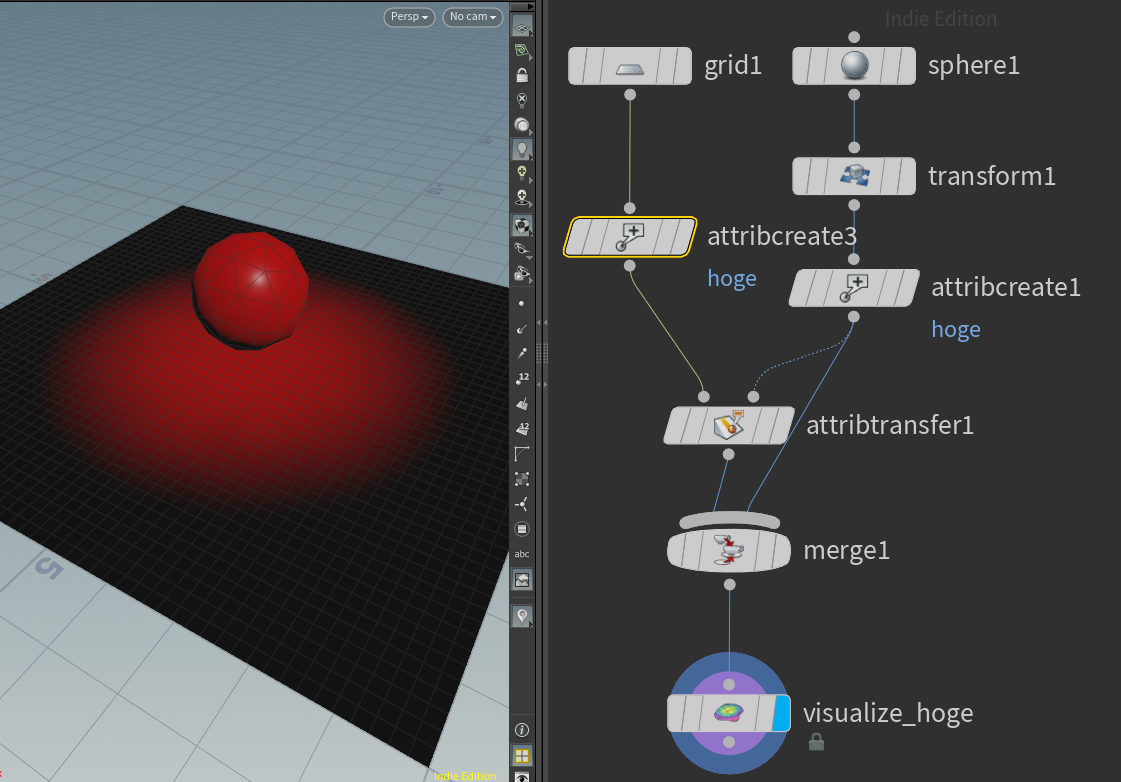 Persp
No cam
Indie Edition
grid1
sphere1
transform1
attribcreate3
hoge
attribcreate1
hoge
12
attribtransfer1
12
merge1
abc
5
visualize_hoge
Indie Edition